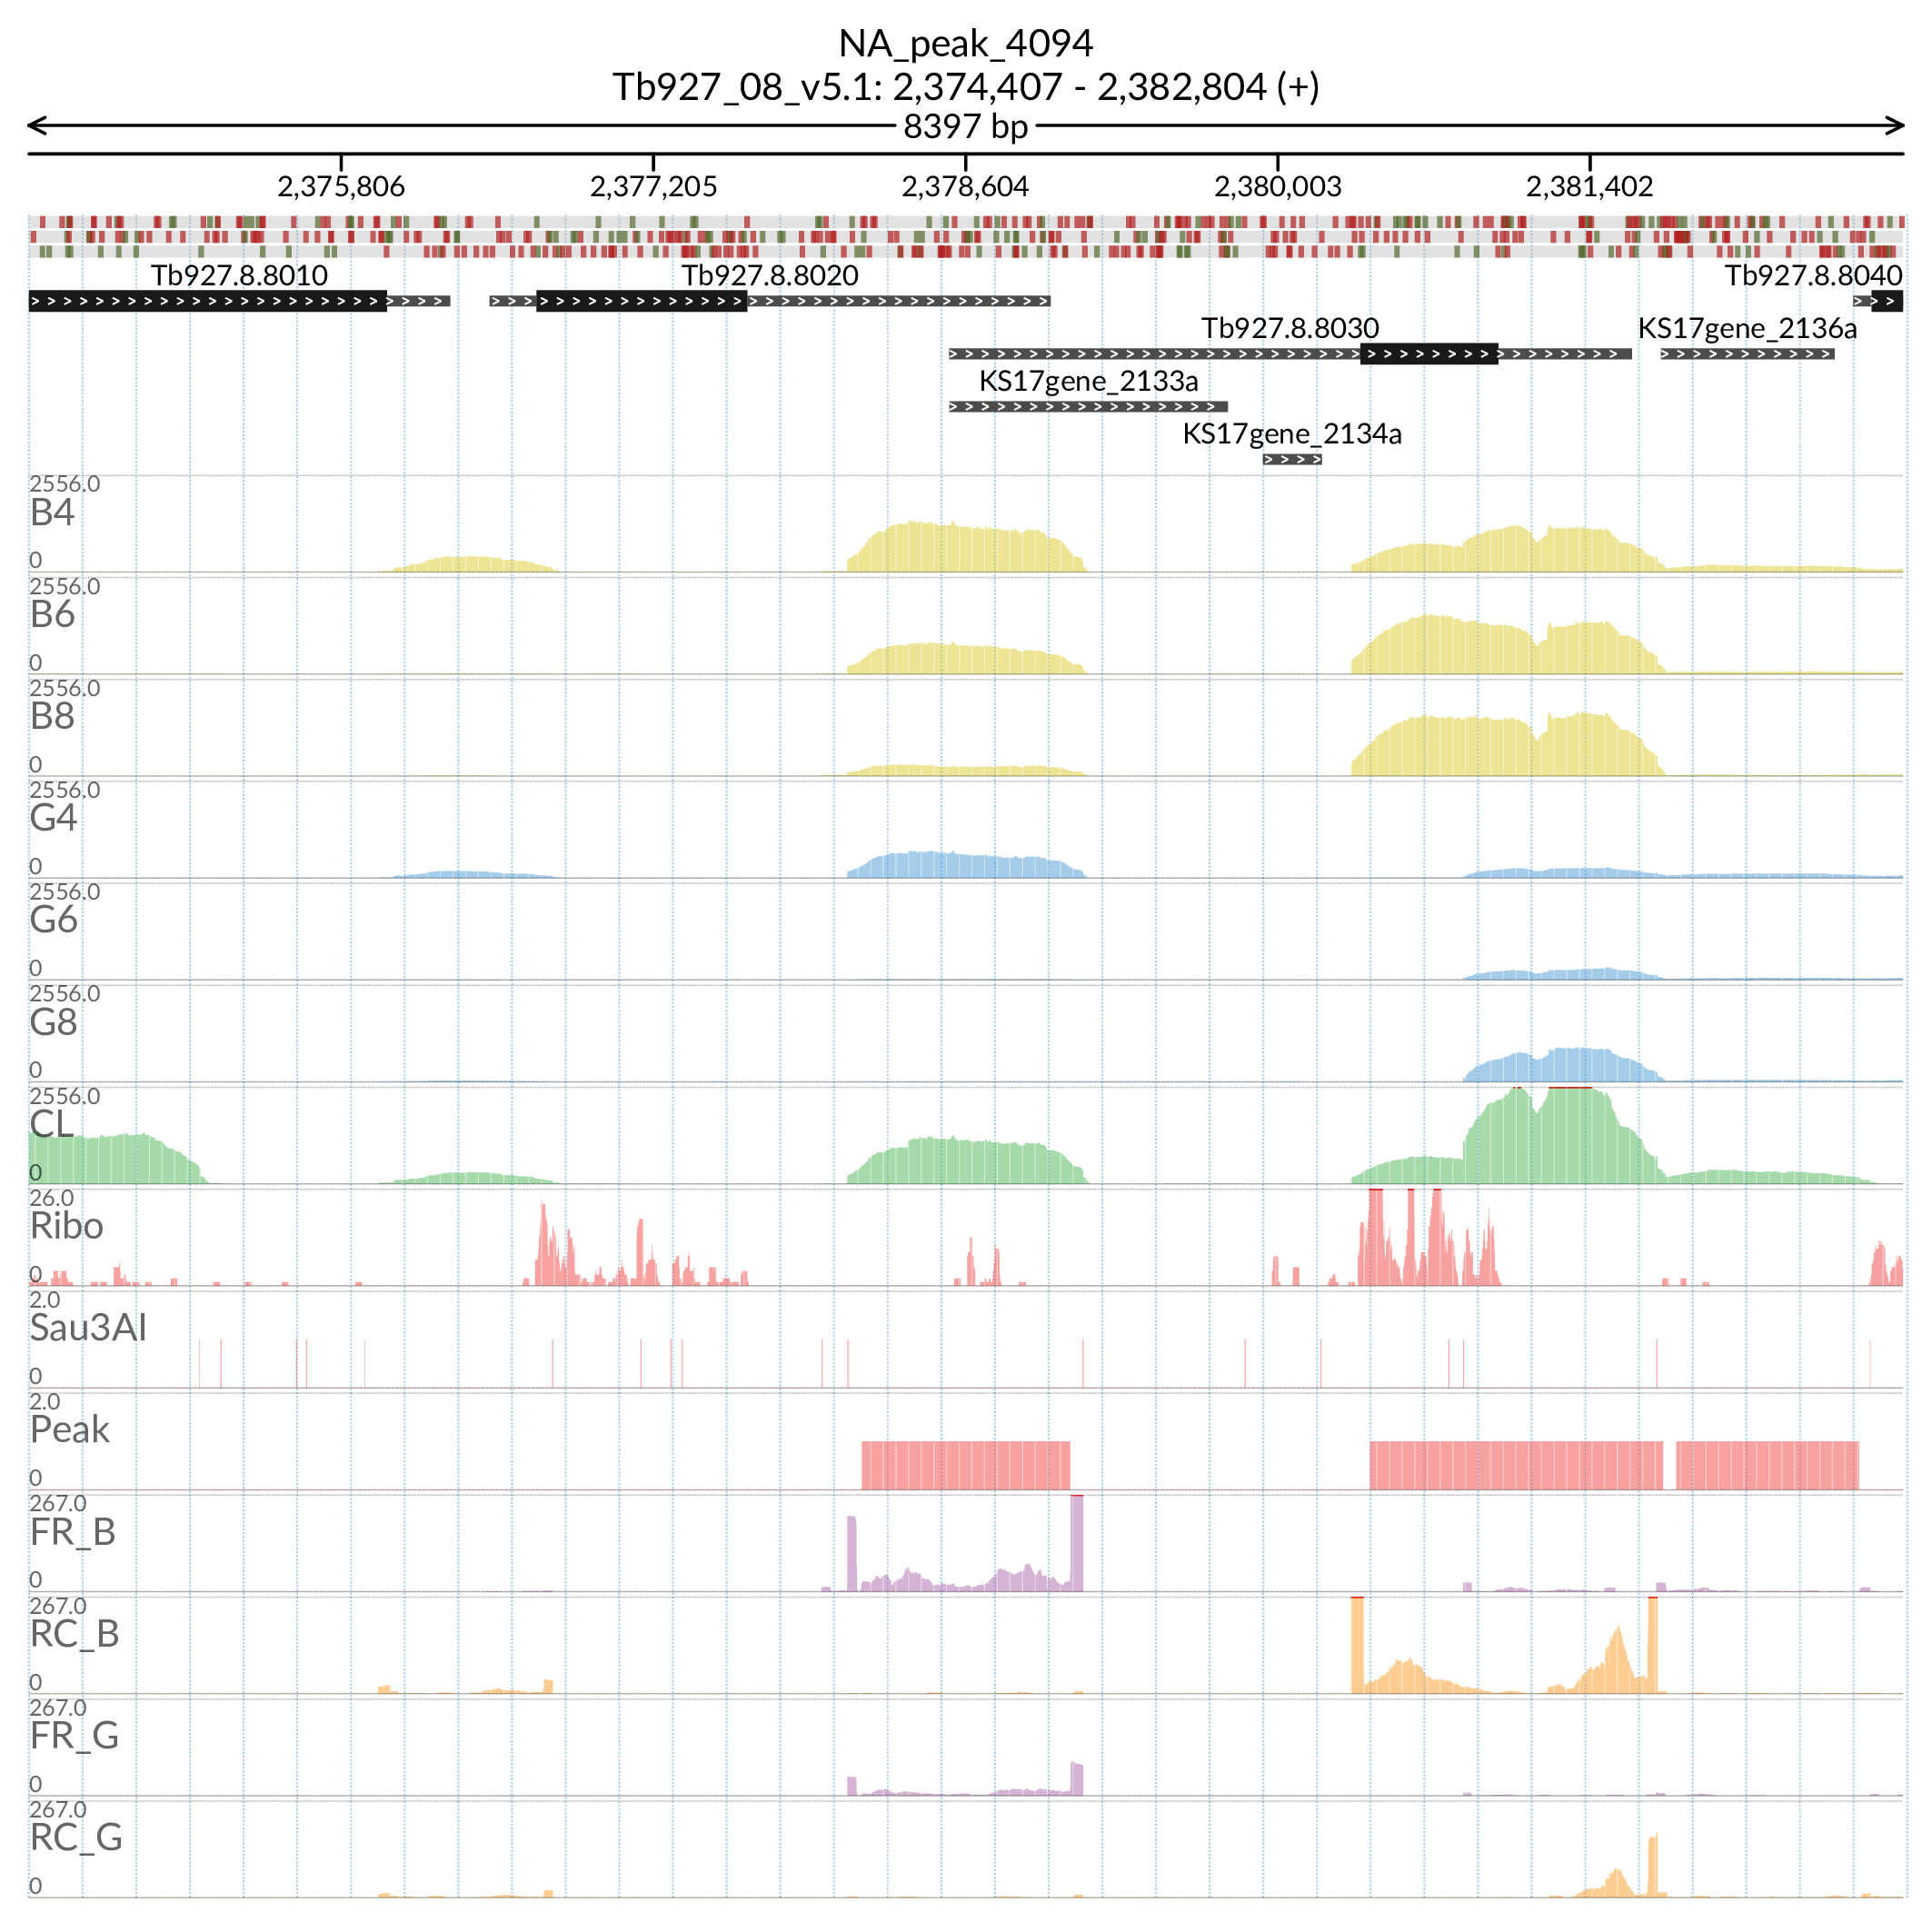 NA_peak_4094
Tb927_08_v5.1: 2,374,407 - 2,382,804 (+)
8397 bp
2,375,806 2,377,205 2,378,604 2,380,003 2,381,402
Tb927.8.8010 Tb927.8.8020 Tb927.8.8040
Tb927.8.8030 KS17gene_2136a
KS17gene_2133a
KS17gene_2134a
2556.0
B4
0
2556.0
B6
0
2556.0
B8
0
2556.0
G4
0
2556.0
G6
0
2556.0
G8
0
2556.0
CL
0
26.0
Ribo
0
2.0
Sau3AI
0
2.0
Peak
0
267.0
FR_B
0
267.0
RC_B
0
267.0
FR_G
0
267.0
RC_G
0